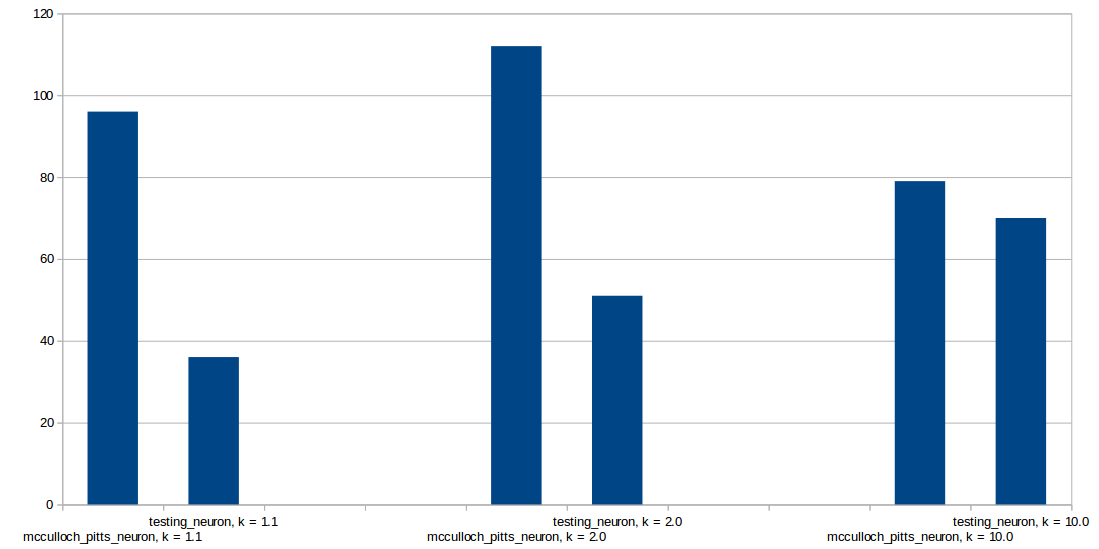 120
100
80
60
40
20
0
testing_neuron, k = 1.1
testing_neuron, k = 2.0
testing_neuron, k = 10.0
mcculloch_pitts_neuron, k = 1.1
mcculloch_pitts_neuron, k = 2.0
mcculloch_pitts_neuron, k = 10.0